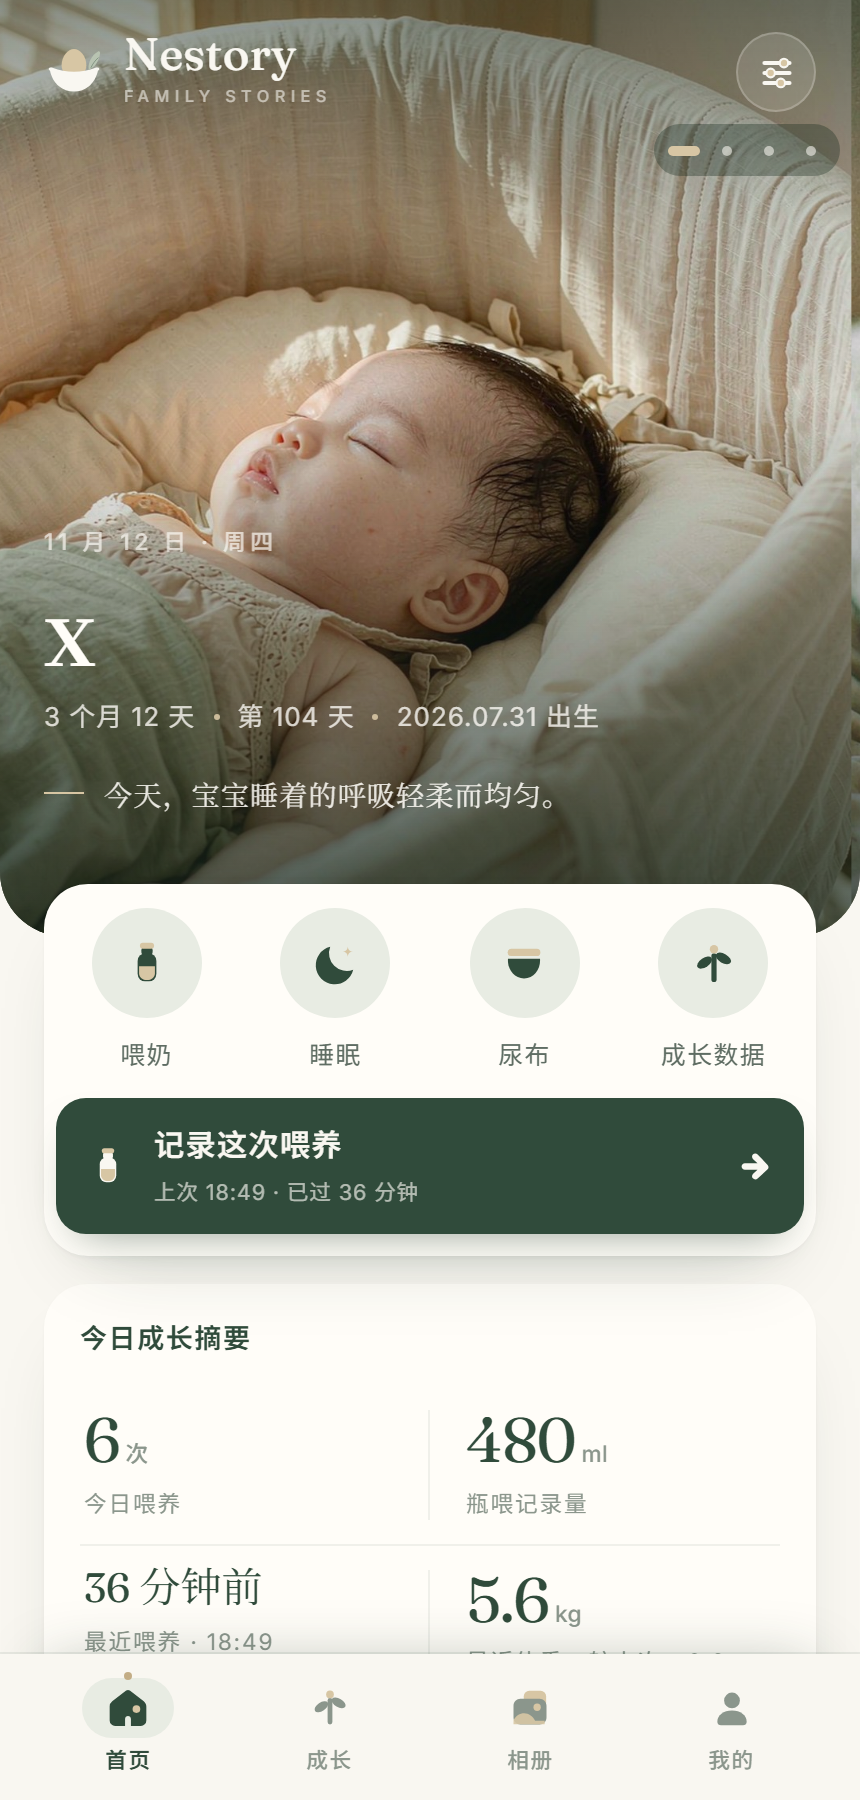 Nestory
FAMILY STORIES
11 月 12 日 · 周四
X
3 个月 12 天 • 第 104 天 • 2026.07.31 出生
今天，宝宝睡着的呼吸轻柔而均匀。
喂奶 睡眠 尿布 成长数据
记录这次喂养
上次 18:49 · 已过 36 分钟
今日成长摘要
6 次 480 ml
今日喂养 瓶喂记录量
36 分钟前 5.6 kg
最近喂养 · 18:49
首页 成长 相册 我的